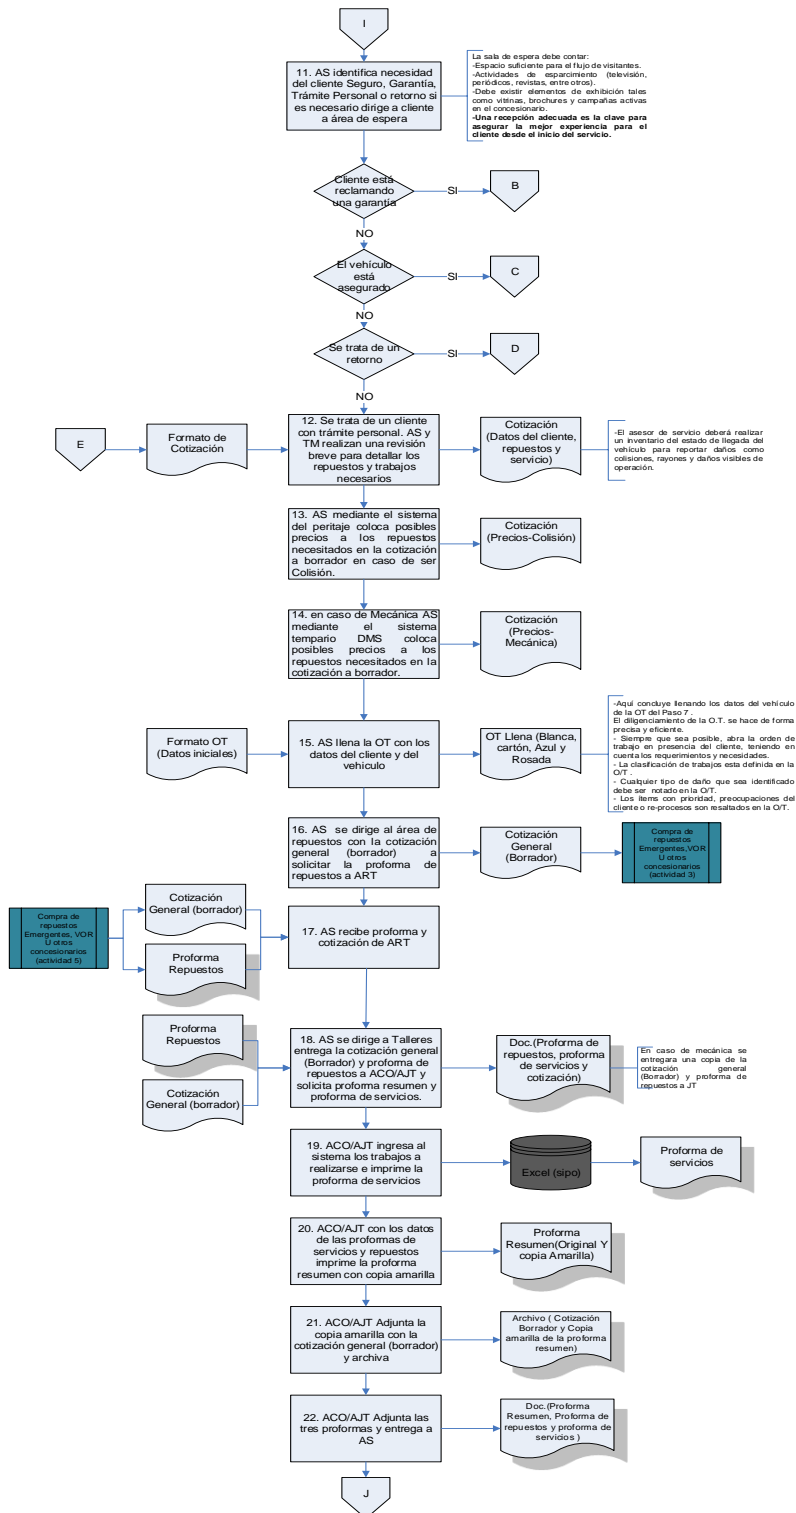 I
11. AS identifica necesidad
del cliente Seguro, Garantía,
Trámite Personal o retorno si
es necesario dirige a cliente
a área de espera
La sala de espera debe contar:
-Espacio suficiente para el flujo de visitantes.
-Actividades de esparcimiento (televisión,
periódicos, revistas, entre otros).
-Debe existir elementos de exhibición tales
como vitrinas, brochures y campañas activas
en el concesionario.
-Una recepción adecuada es la clave para
asegurar la mejor experiencia para el
cliente desde el inicio del servicio.
Cliente está
reclamando
una garantía
SI
B
NO
El vehículo
está
asegurado
SI
C
NO
Se trata de un
retorno
SI
D
NO
E
Formato de
Cotización
12. Se trata de un cliente
con trámite personal. AS y
TM realizan una revisión
breve para detallar los
repuestos y trabajos
necesarios
Cotización
(Datos del cliente,
repuestos y
servicio)
-El asesor de servicio deberá realizar
un inventario del estado de llegada del
vehículo para reportar daños como
colisiones, rayones y daños visibles de
operación.
13. AS mediante el sistema
del peritaje coloca posibles
precios a los repuestos
necesitados en la cotización
a borrador en caso de ser
Colisión.
Cotización
(Precios-Colisión)
14. en caso de Mecánica AS
mediante el sistema
tempario DMS coloca
posibles precios a los
repuestos necesitados en la
cotización a borrador.
Cotización
(Precios-
Mecánica)
Formato OT
(Datos iniciales)
15. AS llena la OT con los
datos del cliente y del
vehículo
OT Llena (Blanca,
cartón, Azul y
Rosada
-Aquí concluye llenando los datos del vehículo
de la OT del Paso 7 .
El diligenciamiento de la O.T. se hace de forma
precisa y eficiente.
- Siempre que sea posible, abra la orden de
trabajo en presencia del cliente, teniendo en
cuenta los requerimientos y necesidades.
- La clasificación de trabajos esta definida en la
O/T .
- Cualquier tipo de daño que sea identificado
debe ser notado en la O/T.
- Los ítems con prioridad, preocupaciones del
cliente o re-procesos son resaltados en la O/T.
16. AS se dirige al área de
repuestos con la cotización
general (borrador) a
solicitar la proforma de
repuestos a ART
Cotización
General
(Borrador)
Compra de
repuestos
Emergentes,VOR
U otros
concesionarios
(actividad 3)
Compra de
repuestos
Emergentes, VOR
U otros
concesionarios
(actividad 5)
Cotización
General (borrador)
Proforma
Repuestos
17. AS recibe proforma y
cotización de ART
Proforma
Repuestos
Cotización
General (borrador)
18. AS se dirige a Talleres
entrega la cotización general
(Borrador) y proforma de
repuestos a ACO/AJT y
solicita proforma resumen y
proforma de servicios.
Doc.(Proforma de
repuestos, proforma
de servicios y
cotización)
En caso de mecánica se
entregara una copia de la
cotización general
(Borrador) y proforma de
repuestos a JT
19. ACO/AJT ingresa al
sistema los trabajos a
realizarse e imprime la
proforma de servicios
Excel (sipo)
Proforma de
servicios
20. ACO/AJT con los datos
de las proformas de
servicios y repuestos
imprime la proforma
resumen con copia amarilla
Proforma
Resumen(Original Y
copia Amarilla)
21. ACO/AJT Adjunta la
copia amarilla con la
cotización general (borrador)
y archiva
Archivo ( Cotización
Borrador y Copia
amarilla de la proforma
resumen)
22. ACO/AJT Adjunta las
tres proformas y entrega a
AS
Doc.(Proforma
Resumen, Proforma de
repuestos y proforma de
servicios )
J